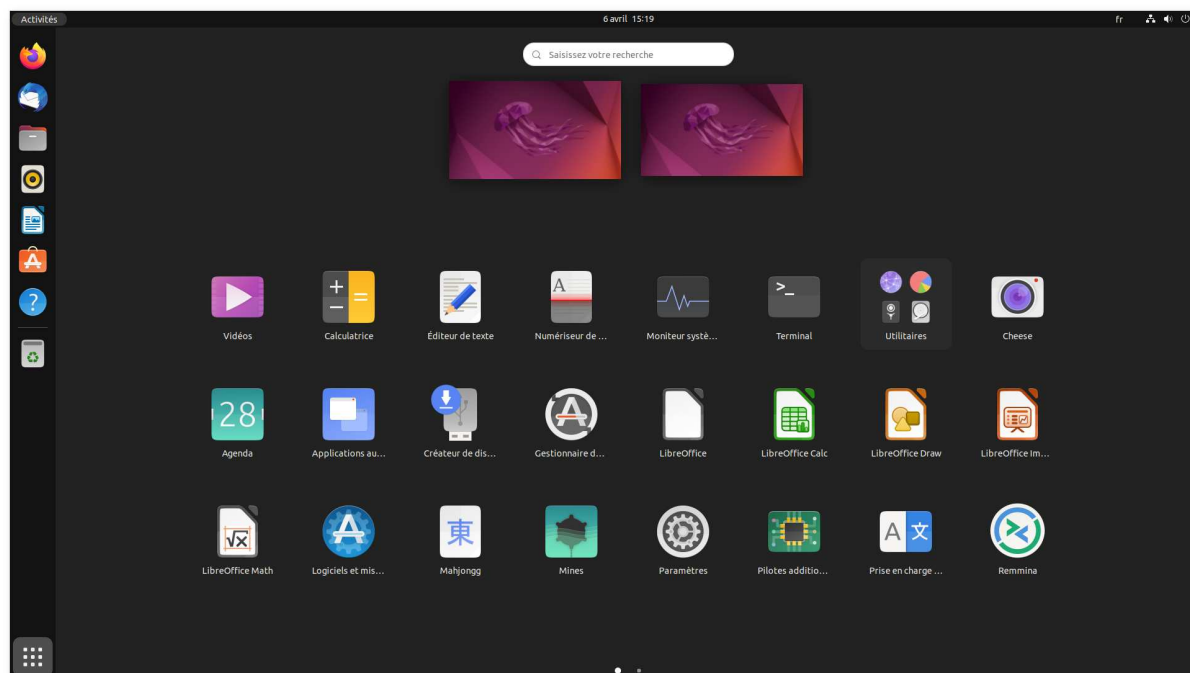 Activités
6 avril 15:19
fr
Saisissez votre recherche
Vidéos
Calculatrice
Éditeur de texte
Numériseur de ...
Moniteur systè...
Terminal
Utilitaires
Cheese
28
Agenda
Applications au...
Créateur de dis...
Gestionnaire d...
LibreOffice
LibreOffice Calc
LibreOffice Draw
LibreOffice Im...
LibreOffice Math
Logiciels et mis...
東
Mahjongg
Mines
Paramètres
Pilotes additio...
A 文
Prise en charge ...
Remmina